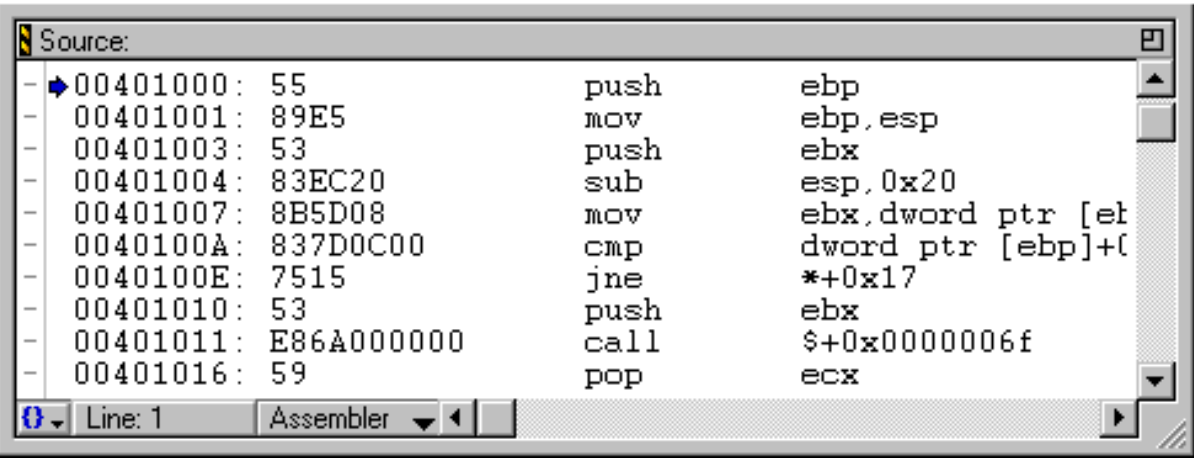 Source:
00401000: 55 push ebp
00401001: 89E5 mov ebp,esp
00401003: 53 push ebx
00401004: 83EC20 sub esp,0x20
00401007: 8B5D08 mov ebx,dword ptr [eb
0040100A: 837D0C00 cmp dword ptr [ebp]+0
0040100E: 7515 jne *+0x17
00401010: 53 push ebx
00401011: E86A000000 call $+0x0000006f
00401016: 59 pop ecx
{} Line: 1 Assembler